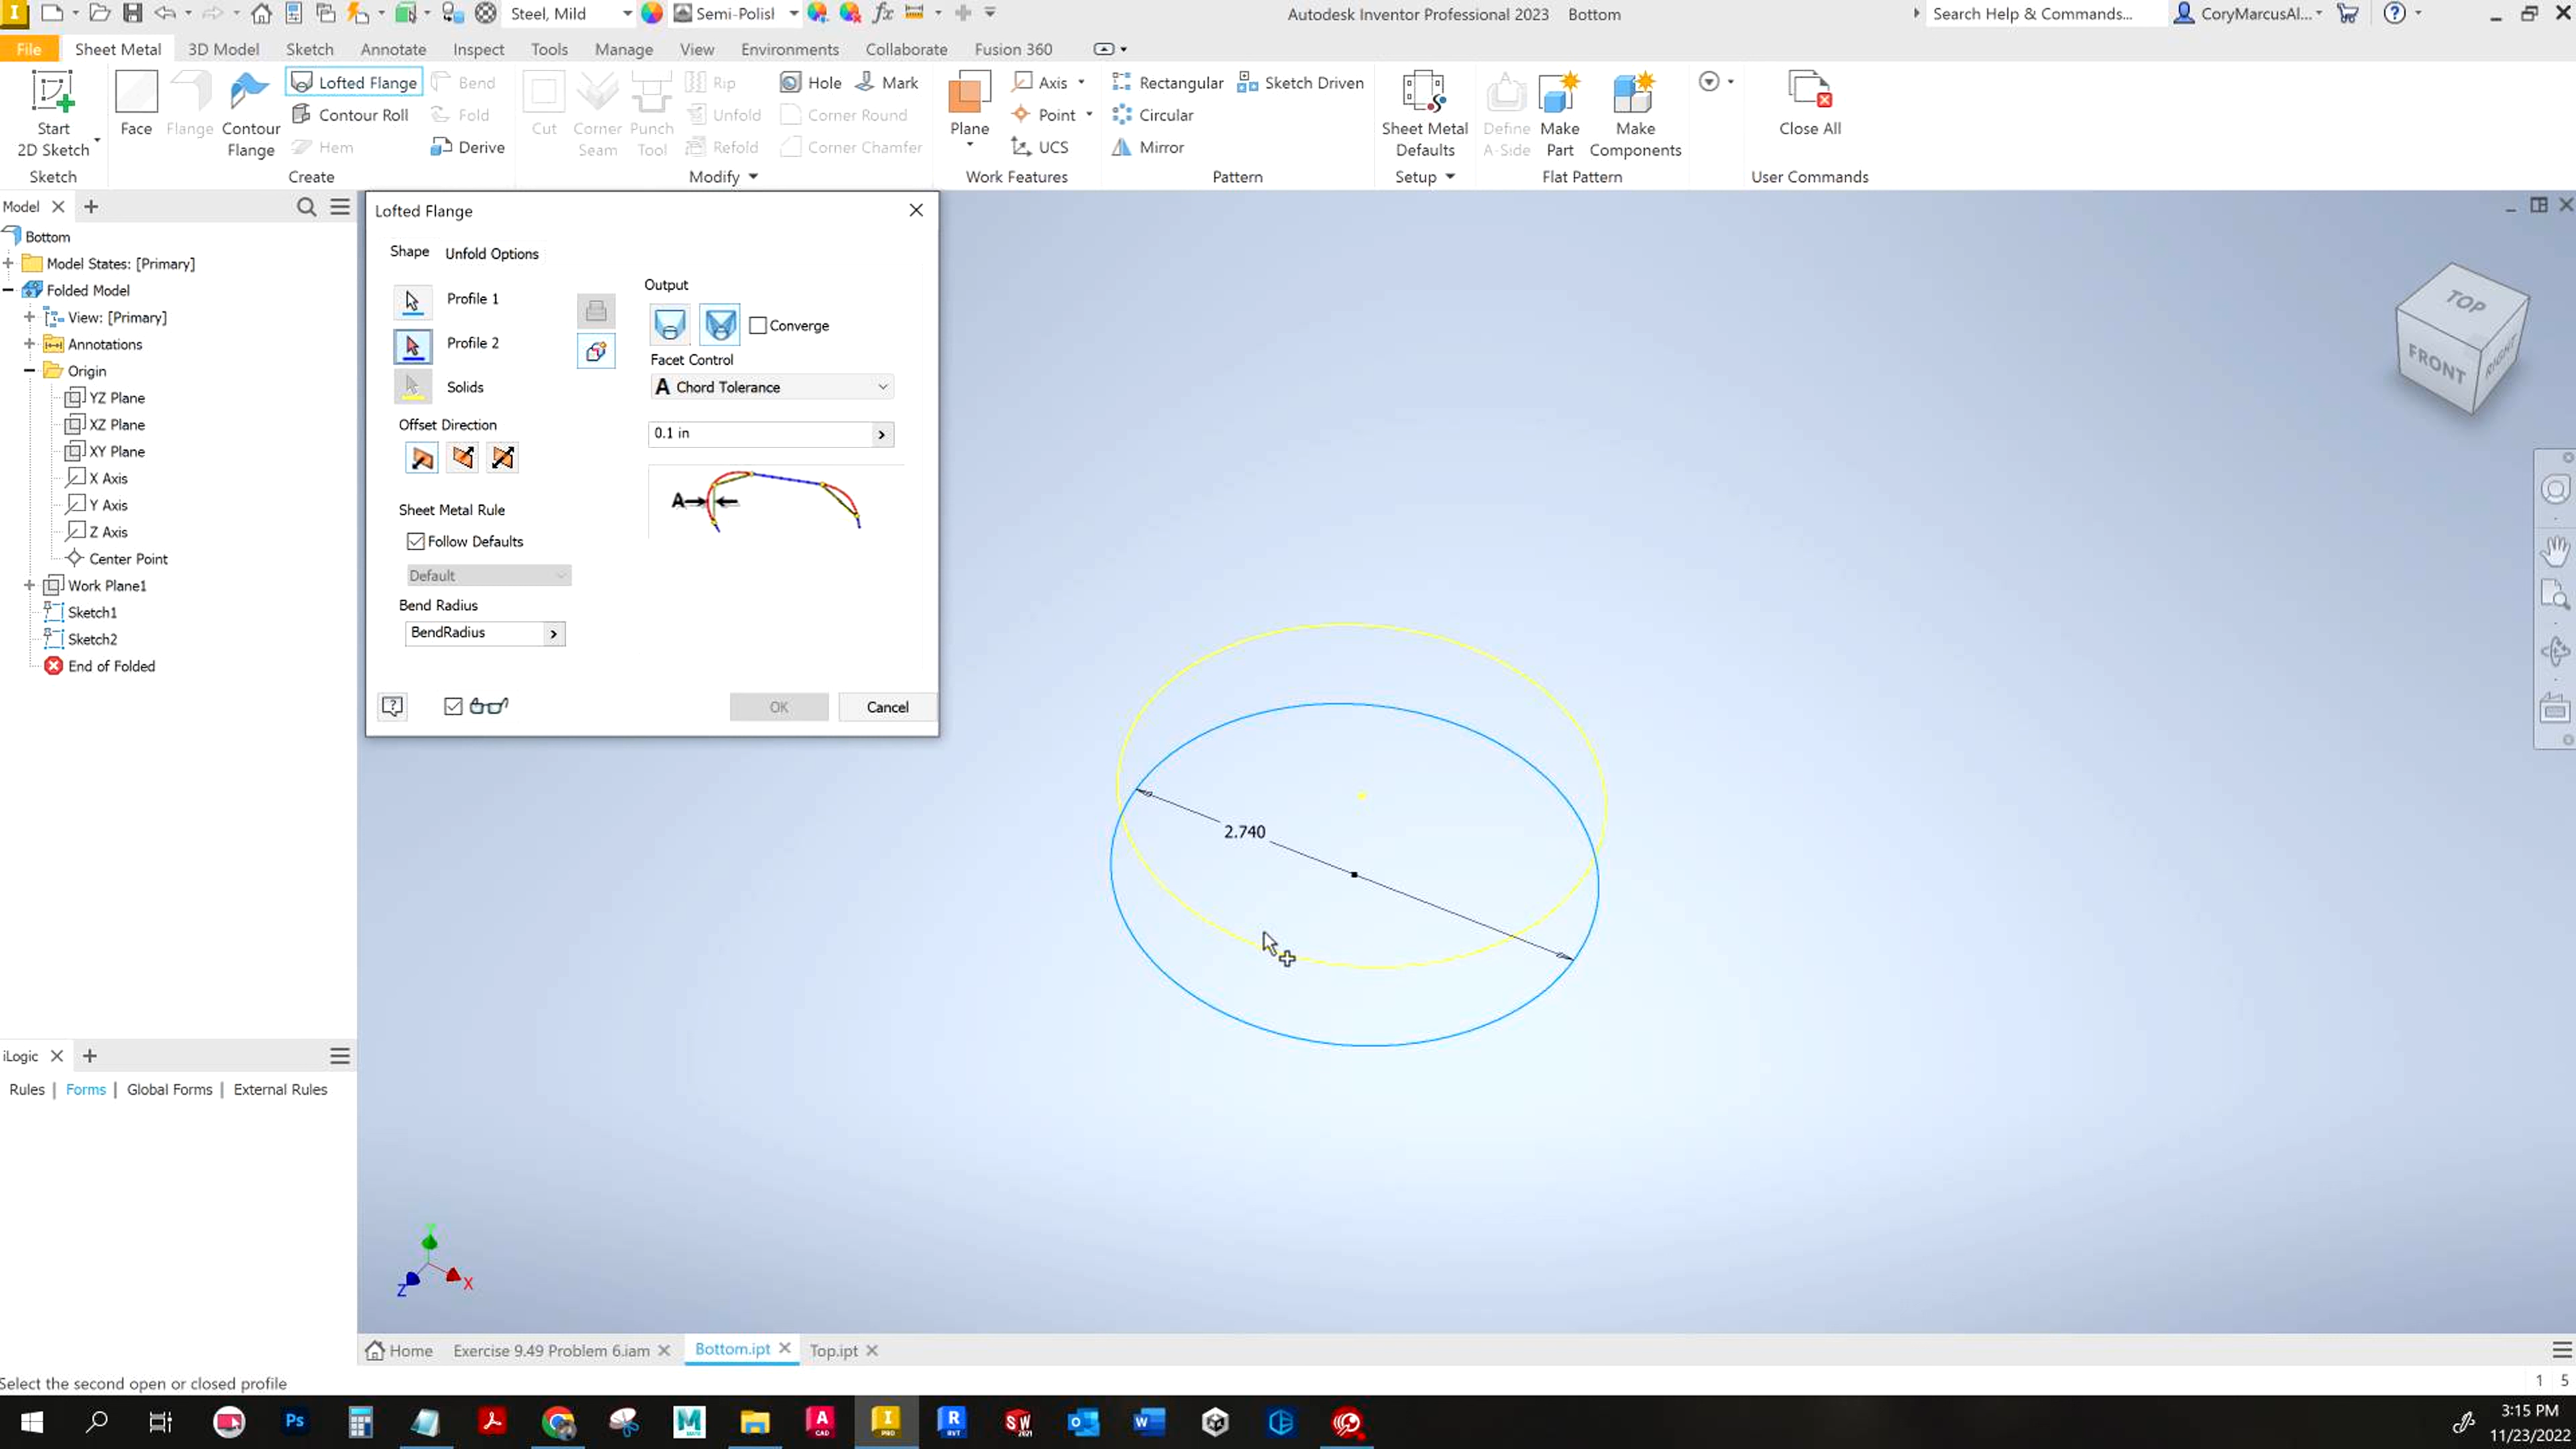 Steel, Mild
Semi-Polisł
Autodesk Inventor Professional 2023 Bottom
Search Help & Commands...
CoryMarcusAl...
File Sheet Metal 3D Model Sketch Annotate Inspect Tools Manage View Environments Collaborate Fusion 360
Start
2D Sketch
Face
Flange
Contour
Flange
Lofted Flange
Contour Roll
Hem
Bend
Fold
Derive
Cut
Corner
Seam
Punch
Tool
Rip
Unfold
Refold
Hole
Mark
Corner Round
Corner Chamfer
Plane
Axis
Point
UCS
Rectangular
Circular
Mirror
Sketch Driven
Sheet Metal
Defaults
Define
A-Side
Make
Part
Make
Components
Close All
Sketch
Create
Modify
Work Features
Pattern
Setup
Flat Pattern
User Commands
Model
Bottom
Model States: [Primary]
Folded Model
View: [Primary]
Annotations
Origin
YZ Plane
XZ Plane
XY Plane
X Axis
Y Axis
Z Axis
Center Point
Work Plane1
Sketch1
Sketch2
End of Folded
Lofted Flange
Shape Unfold Options
Profile 1
Profile 2
Solids
Offset Direction
Sheet Metal Rule
Follow Defaults
Default
Bend Radius
BendRadius
Output
Converge
Facet Control
A Chord Tolerance
0.1 in
A
OK
Cancel
TOP
FRONT
RIGHT
2.740
Y
Z
X
iLogic
Rules | Forms | Global Forms | External Rules
Home
Exercise 9.49 Problem 6.iam
Bottom.ipt
Top.ipt
Select the second open or closed profile
1 5
Ps
A
CAD
I
PRO
R
RVT
SW
2021
3:15 PM
11/23/2022